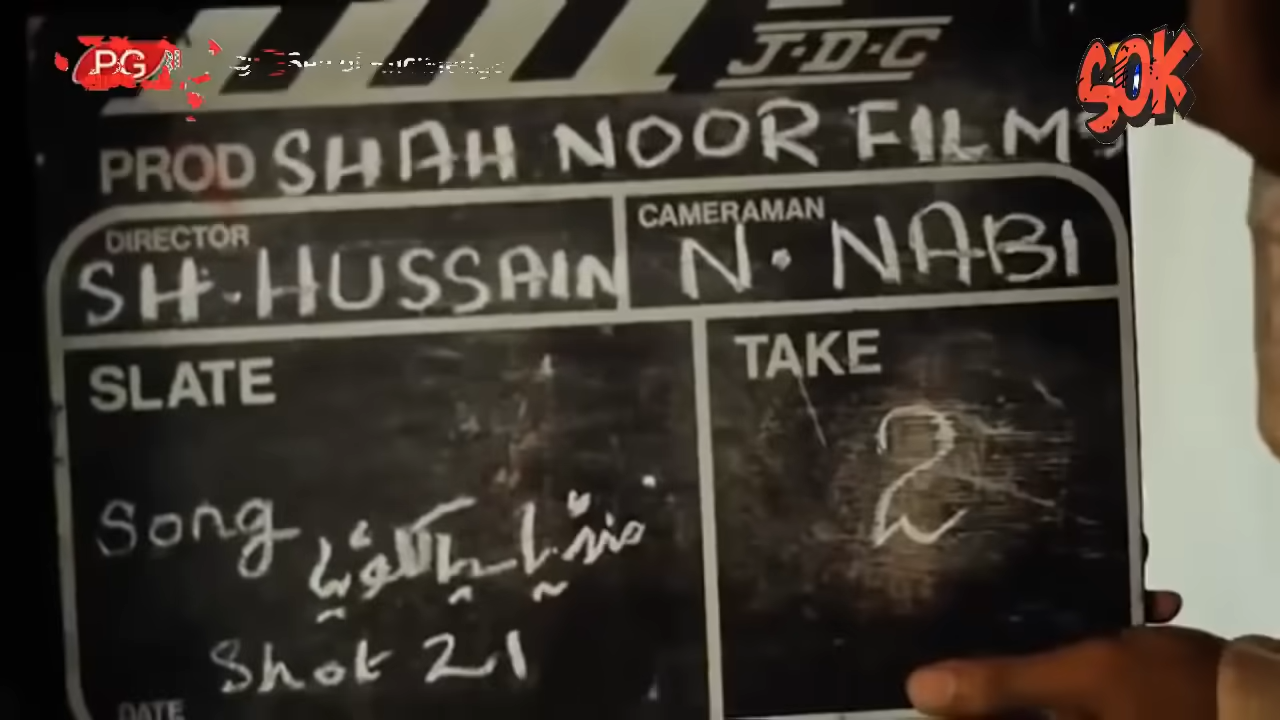 J·D·C
PG
SOK
PROD SHAH NOOR FILMS
DIRECTOR
SH·HUSSAIN
CAMERAMAN
N·NABI
SLATE
TAKE
2
Song
Shot 21
DATE